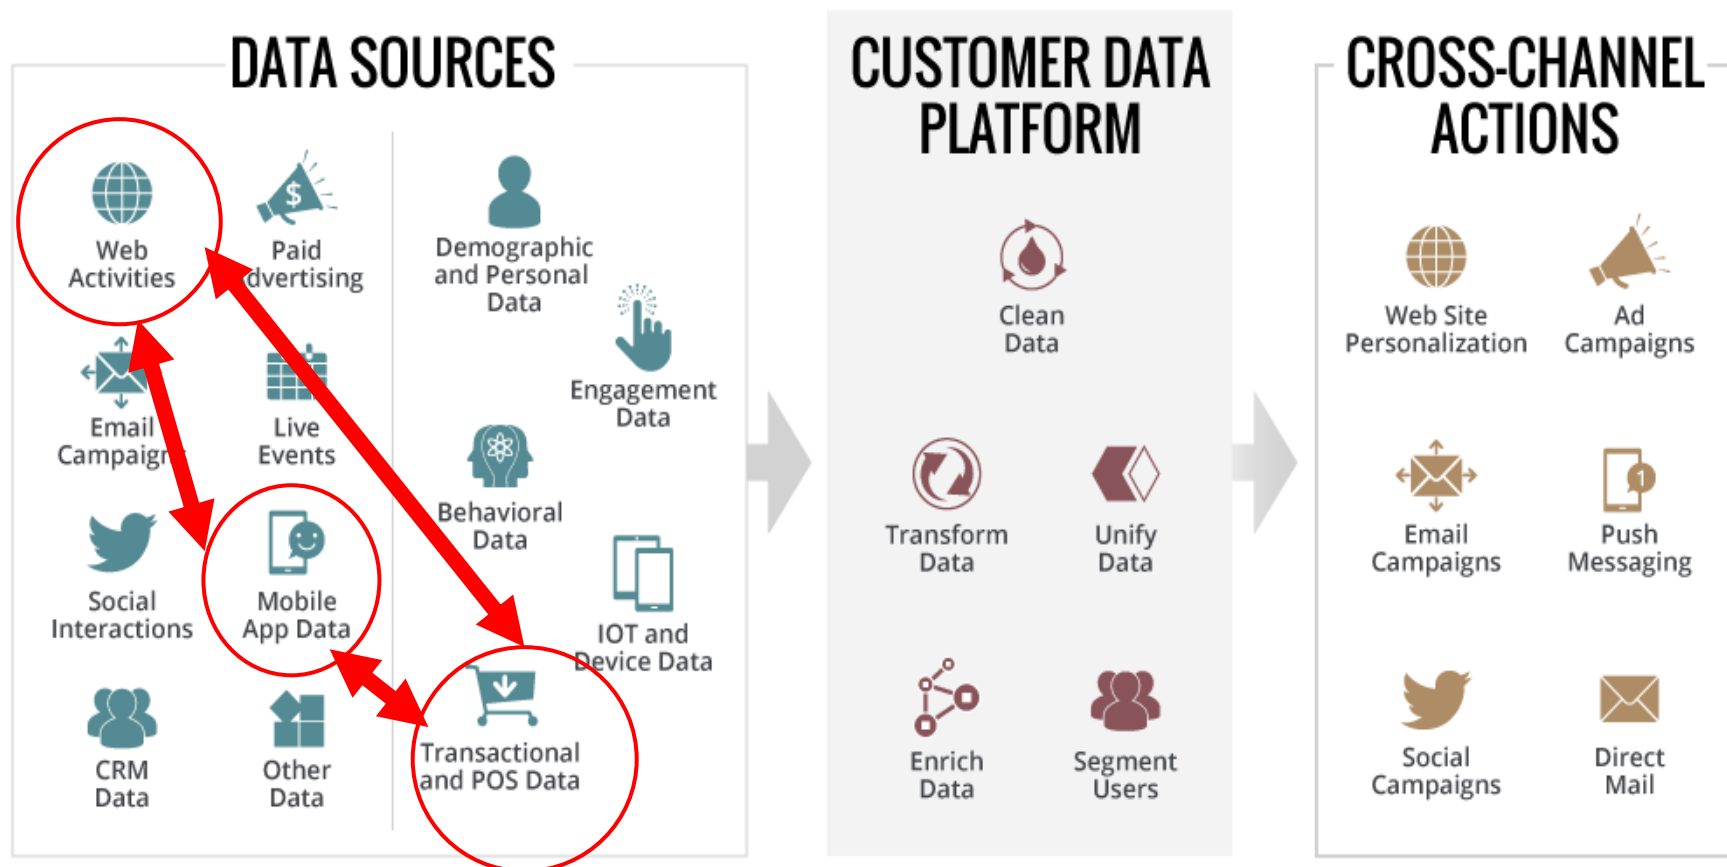 DATA SOURCES
Web
Activities
Paid
dvertising
Email
Campaign
Live
Events
Social
Interactions
Mobile
App Data
CRM
Data
Other
Data
Demographic
and Personal
Data
Engagement
Data
Behavioral
Data
IOT and
Device Data
Transactional
and POS Data
CUSTOMER DATA
PLATFORM
Clean
Data
Transform
Data
Unify
Data
Enrich
Data
Segment
Users
CROSS-CHANNEL
ACTIONS
Web Site
Personalization
Ad
Campaigns
Email
Campaigns
1
Push
Messaging
Social
Campaigns
Direct
Mail
$